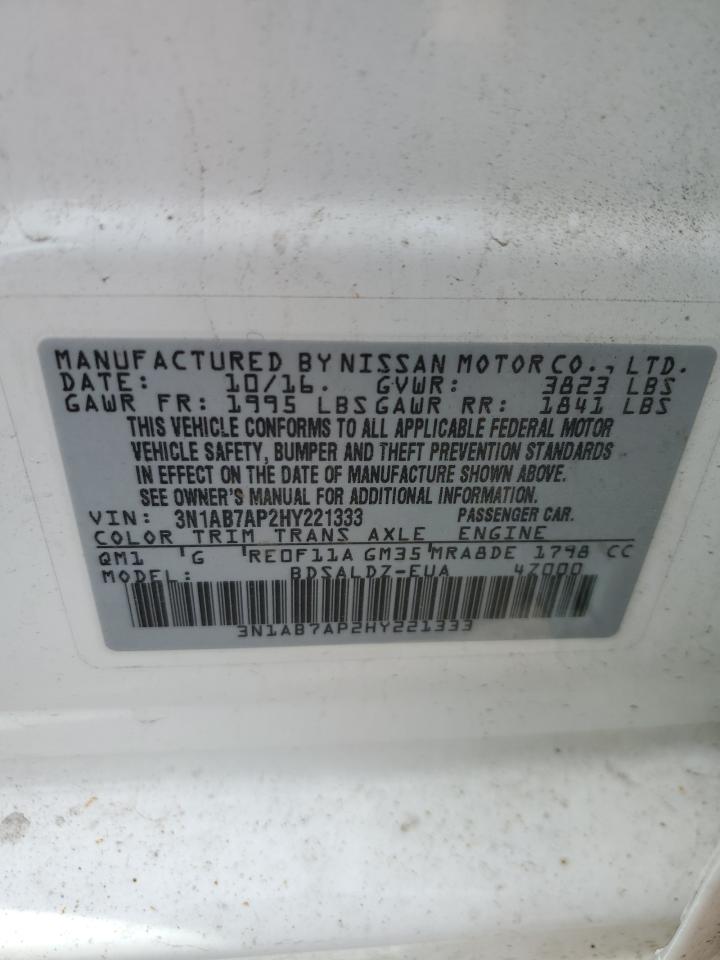 MANUFACTURED BY NISSAN MOTOR CO., LTD.
DATE: 10/16. GVWR: 3823 LBS
GAWR FR: 1995 LBS GAWR RR: 1841 LBS
THIS VEHICLE CONFORMS TO ALL APPLICABLE FEDERAL MOTOR
VEHICLE SAFETY, BUMPER AND THEFT PREVENTION STANDARDS
IN EFFECT ON THE DATE OF MANUFACTURE SHOWN ABOVE.
SEE OWNER'S MANUAL FOR ADDITIONAL INFORMATION.
VIN: 3N1AB7AP2HY221333 PASSENGER CAR.
COLOR TRIM TRANS AXLE ENGINE
QM1 'G 'RE0F11A GM35'MRA8DE 1798 CC
MODEL: BDSALDZ-EUA 4Z000
3N1AB7AP2HY221333